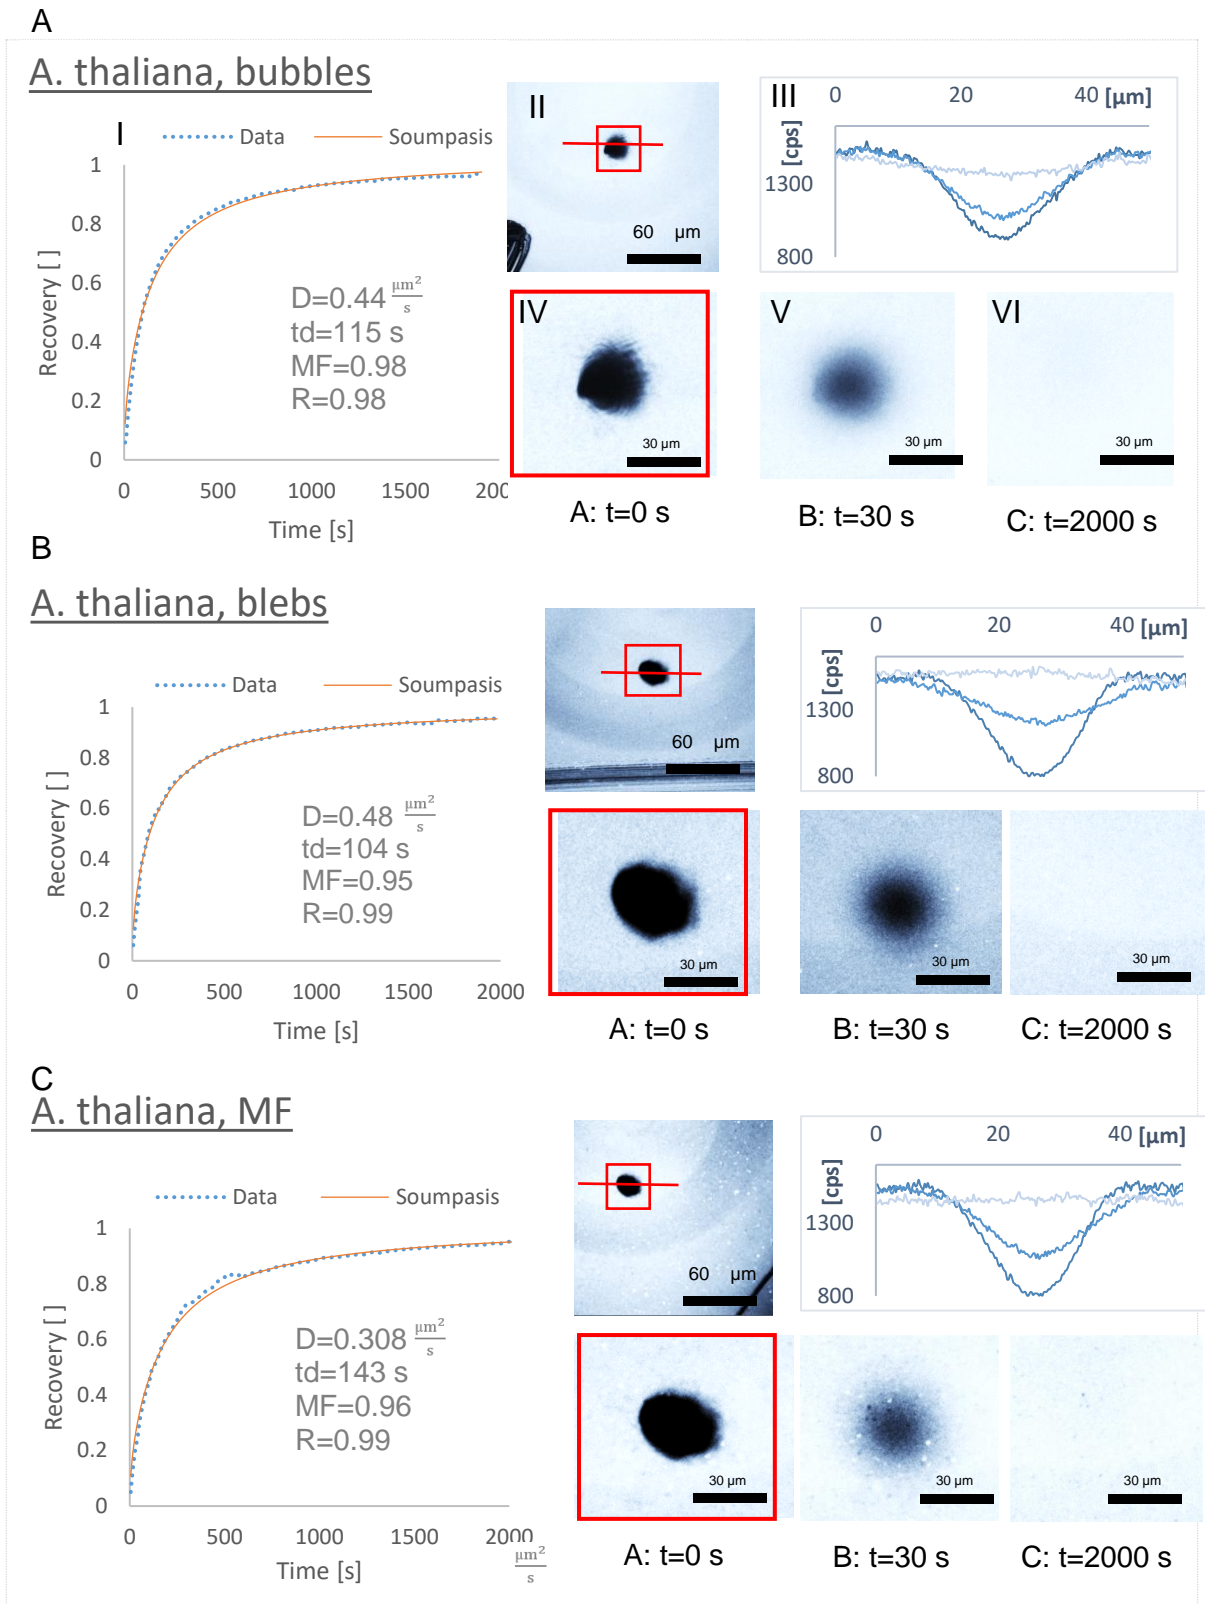 A
A. thaliana, bubbles
I
Data
Soumpasis
1
0.8
0.6
0.4
0.2
0
Recovery [ ]
D=0.44 μm²/s
td=115 s
MF=0.98
R=0.98
0 500 1000 1500 200
Time [s]
II
60 μm
III
0 20 40 [μm]
[cps]
1300
800
IV
30 μm
A: t=0 s
V
30 μm
B: t=30 s
VI
30 μm
C: t=2000 s
B
A. thaliana, blebs
Data
Soumpasis
1
0.8
0.6
0.4
0.2
0
Recovery [ ]
D=0.48 μm²/s
td=104 s
MF=0.95
R=0.99
0 500 1000 1500 2000
Time [s]
60 μm
0 20 40 [μm]
[cps]
1300
800
30 μm
A: t=0 s
30 μm
B: t=30 s
30 μm
C: t=2000 s
C
A. thaliana, MF
Data
Soumpasis
1
0.8
0.6
0.4
0.2
0
Recovery [ ]
D=0.308 μm²/s
td=143 s
MF=0.96
R=0.99
0 500 1000 1500 2000
Time [s]
μm²/s
60 μm
0 20 40 [μm]
[cps]
1300
800
30 μm
A: t=0 s
30 μm
B: t=30 s
30 μm
C: t=2000 s